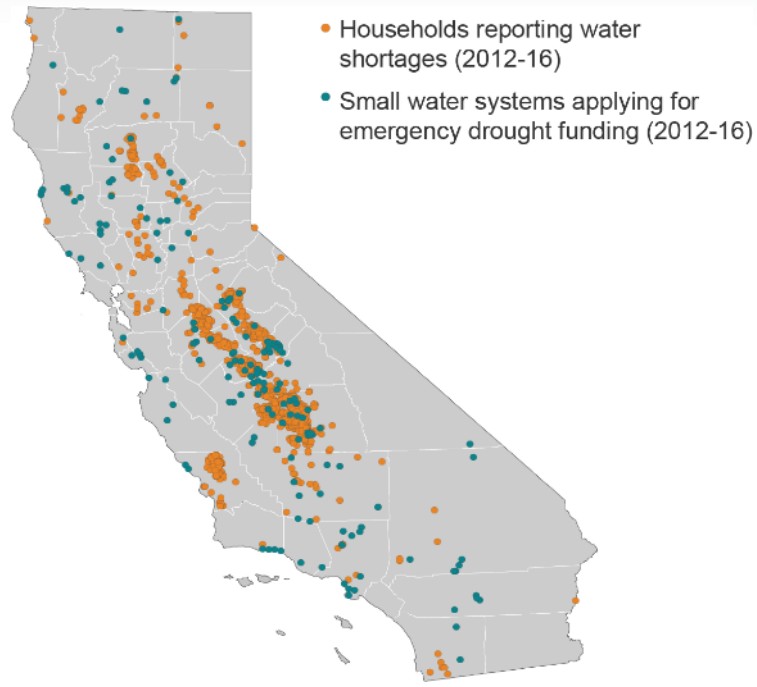 Households reporting water
shortages (2012-16)
Small water systems applying for
emergency drought funding (2012-16)